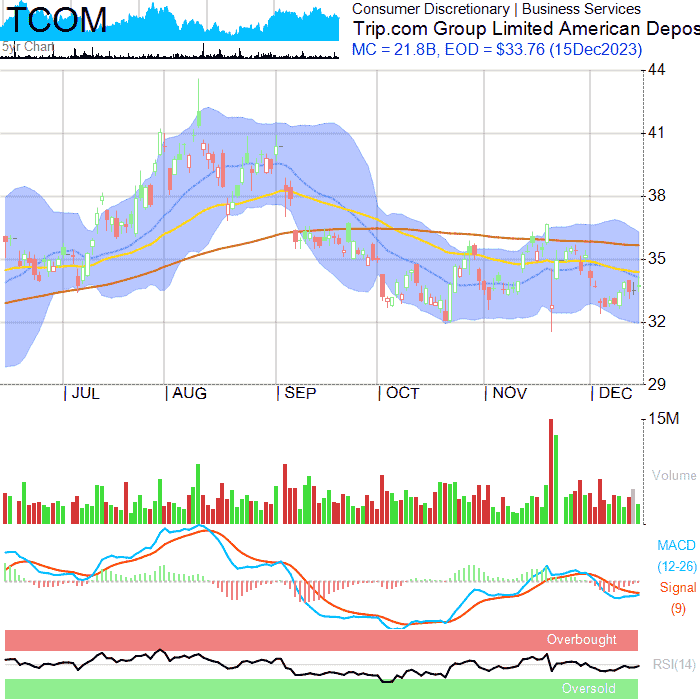 TCOM
5yr Chart
Consumer Discretionary | Business Services
Trip.com Group Limited American Depos
MC = 21.8B, EOD = $33.76 (15Dec2023)
44
41
38
35
32
29
JUL AUG SEP OCT NOV DEC
15M
Volume
MACD
(12-26)
Signal
(9)
Overbought
RSI(14)
Oversold